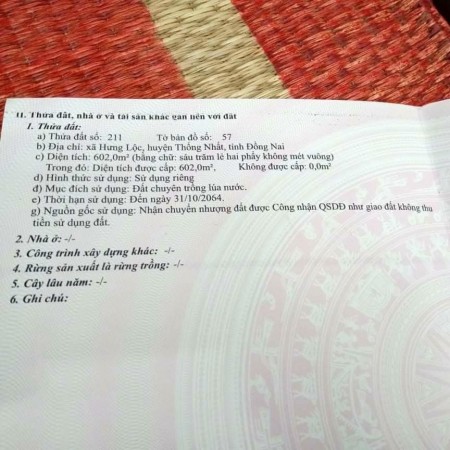 II. Thửa đất, nhà ở và tài sản khác gắn liền với đất
1. Thửa đất:
a) Thửa đất số: 211 Tờ bản đồ số: 57
b) Địa chỉ: xã Hưng Lộc, huyện Thống Nhất, tỉnh Đồng Nai
c) Diện tích: 602,0m² (bằng chữ: sáu trăm lẻ hai phẩy không mét vuông)
Trong đó: Diện tích được cấp: 602,0m², Không được cấp: 0,0m²
d) Hình thức sử dụng: Sử dụng riêng
đ) Mục đích sử dụng: Đất chuyên trồng lúa nước.
e) Thời hạn sử dụng: Đến ngày 31/10/2064.
g) Nguồn gốc sử dụng: Nhận chuyển nhượng đất được Công nhận QSDĐ như giao đất không thu
tiền sử dụng đất.
2. Nhà ở: -/-
3. Công trình xây dựng khác: -/-
4. Rừng sản xuất là rừng trồng: -/-
5. Cây lâu năm: -/-
6. Ghi chú: